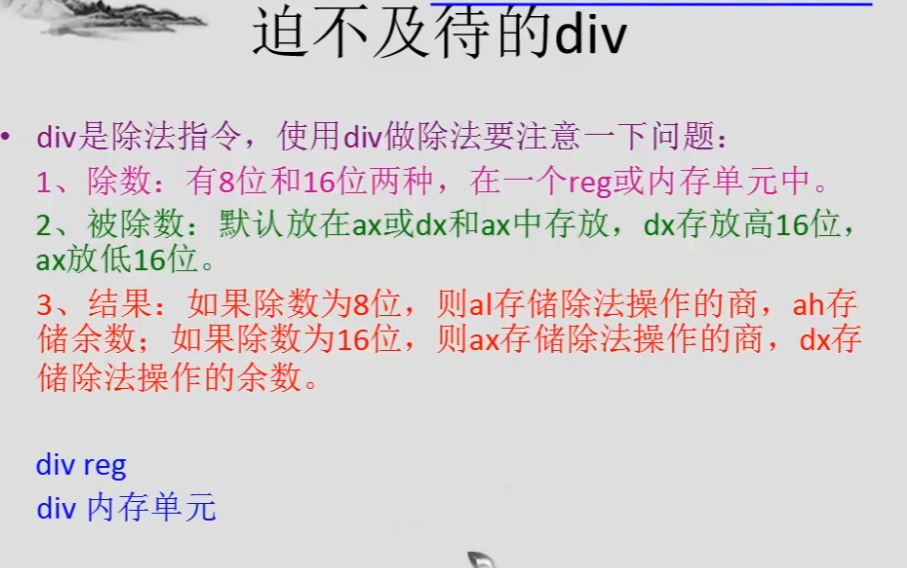 迫不及待的div
• div是除法指令，使用div做除法要注意一下问题：
1、除数：有8位和16位两种，在一个reg或内存单元中。
2、被除数：默认放在ax或dx和ax中存放，dx存放高16位，
ax放低16位。
3、结果：如果除数为8位，则al存储除法操作的商，ah存
储余数；如果除数为16位，则ax存储除法操作的商，dx存
储除法操作的余数。
div reg
div 内存单元